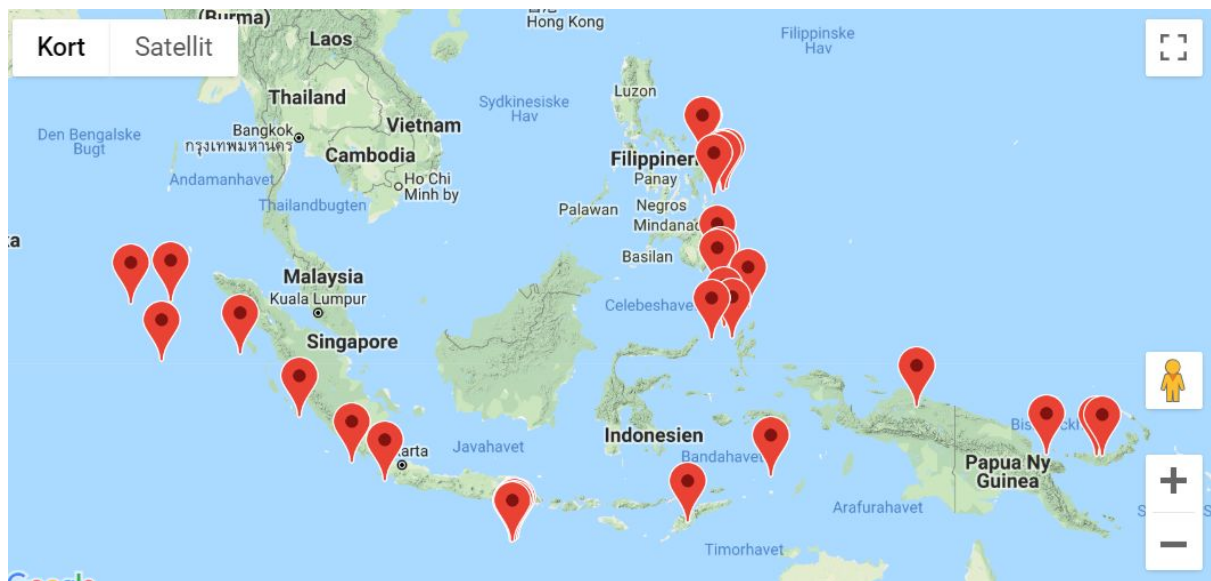 (Burma)
Hong Kong
Filippinske
Hav
Kort
Satellit
Laos
Luzon
Thailand
Sydkinesiske
Hav
Vietnam
Den Bengalske
Bugt
Bangkok
กรุงเทพมหานคร
Cambodia
Filippinern
Panay
Andamanhavet
Ho Chi
Minh by
Thailandbugten
Palawan
Negros
Mindanao
ka
Basilan
Malaysia
Kuala Lumpur
Celebeshavet
Singapore
Javahavet
Indonesien
Bandahavet
Papua Ny
Guinea
Arafurahavet
Timorhavet
Google